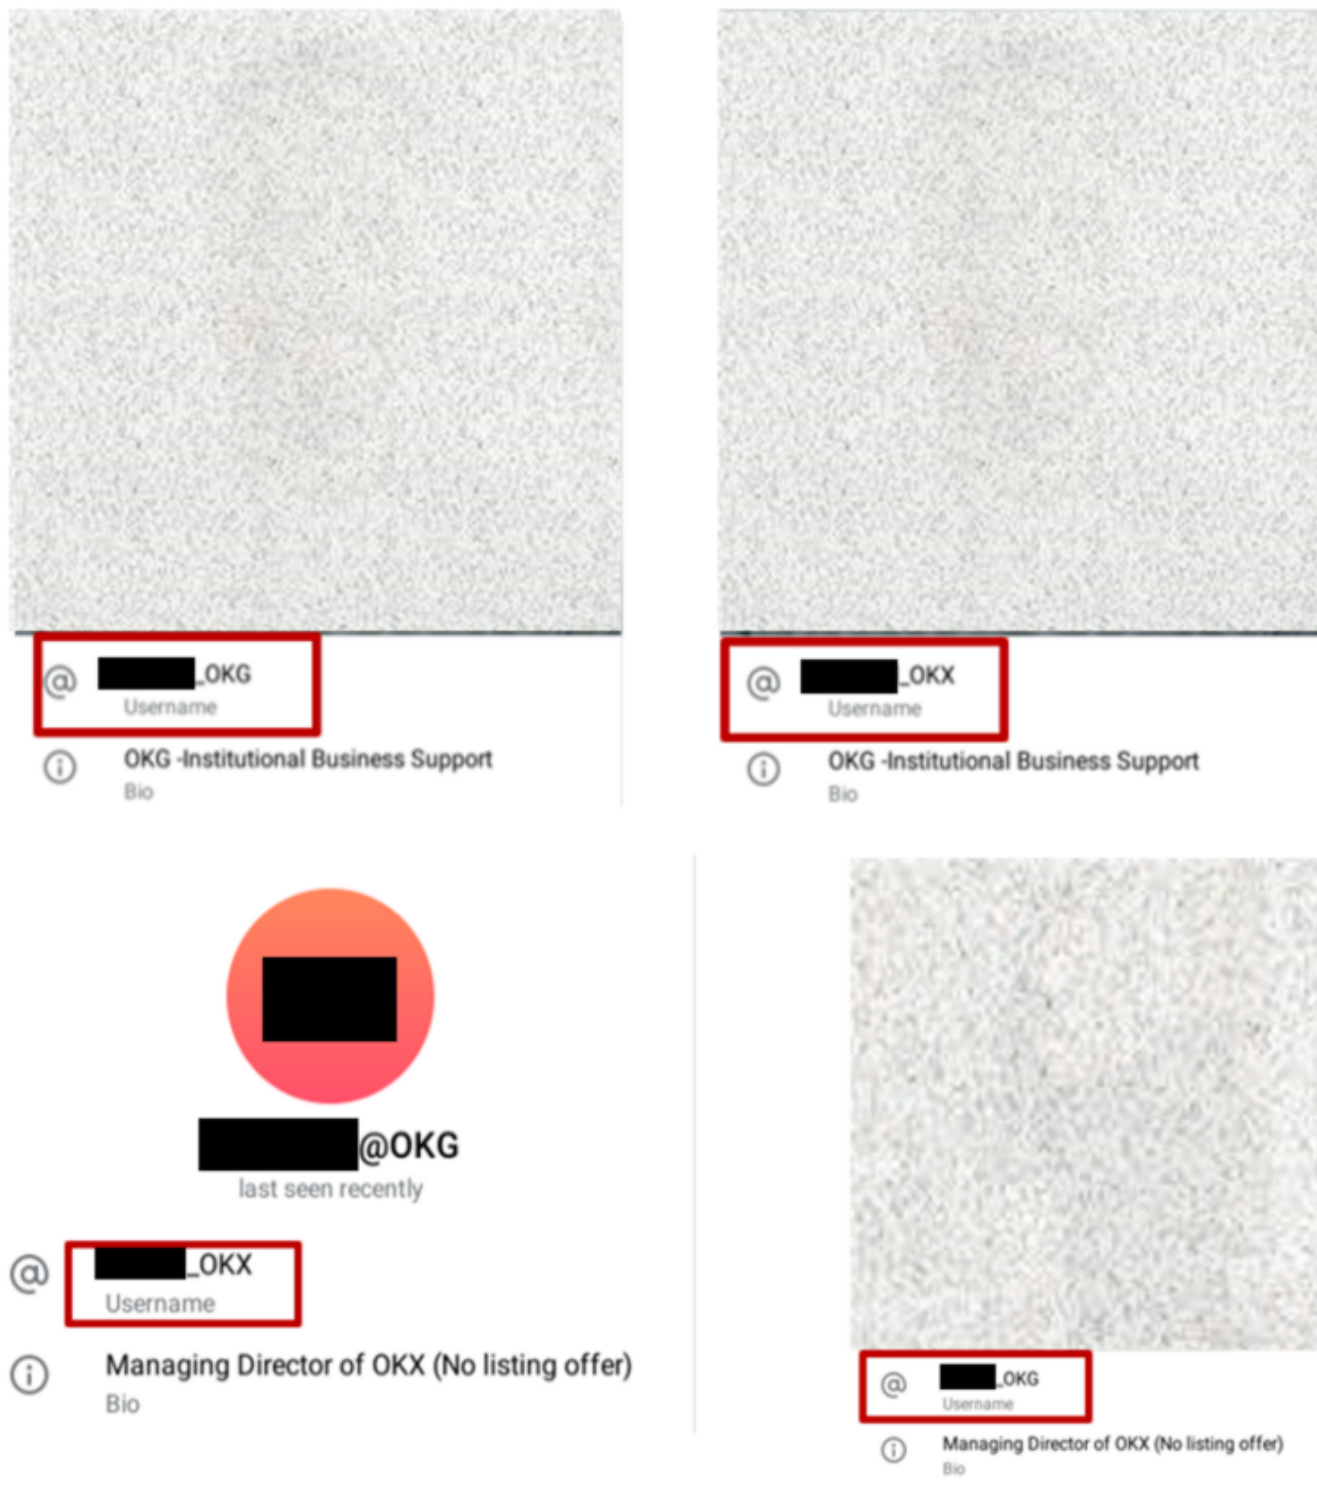 @ _OKG
Username
OKG -Institutional Business Support
Bio
@ _OKX
Username
OKG -Institutional Business Support
Bio
@OKG
last seen recently
@ _OKX
Username
Managing Director of OKX (No listing offer)
Bio
@ _OKG
Username
Managing Director of OKX (No listing offer)
Bio